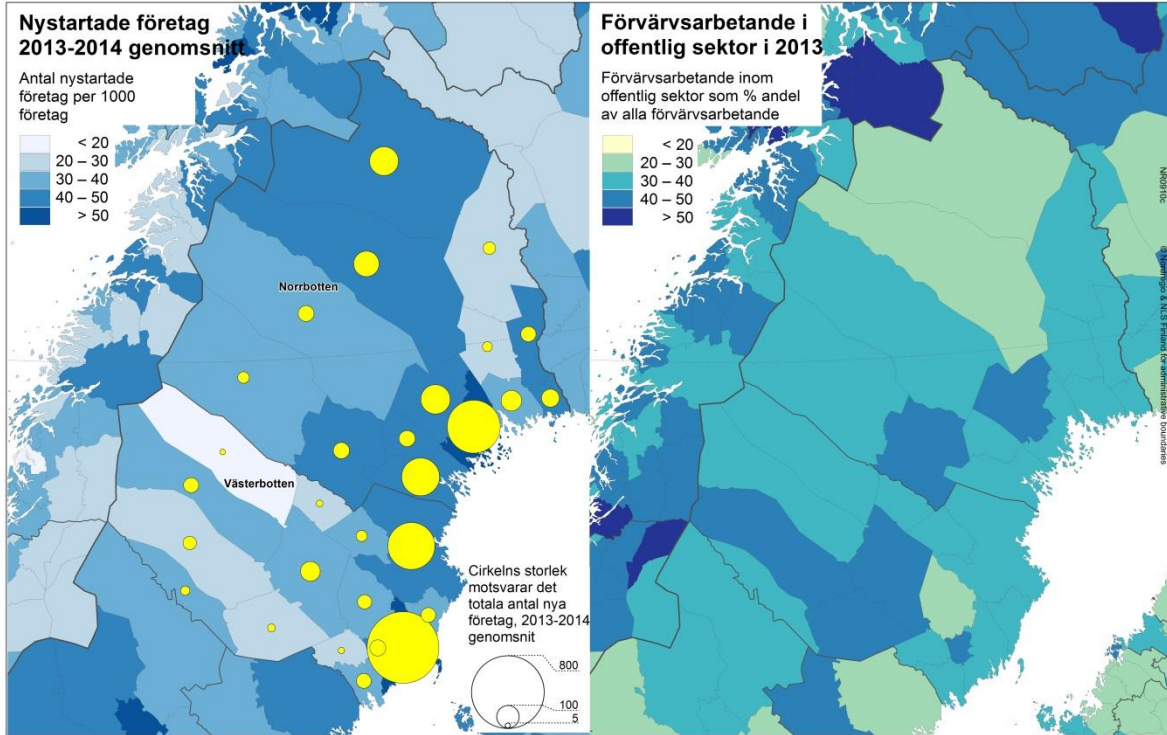 Nystartade företag
2013-2014 genomsnitt
Antal nystartade
företag per 1000
företag
< 20
20 – 30
30 – 40
40 – 50
> 50
Norrbotten
Västerbotten
Cirkelns storlek
motsvarar det
totala antal nya
företag, 2013-2014
genomsnit
800
100
5
Förvärvsarbetande i
offentlig sektor i 2013
Förvärvsarbetande inom
offentlig sektor som % andel
av alla förvärvsarbetande
< 20
20 – 30
30 – 40
40 – 50
> 50
NR0910c
© Nordregio & NLS Finland for administrative boundaries